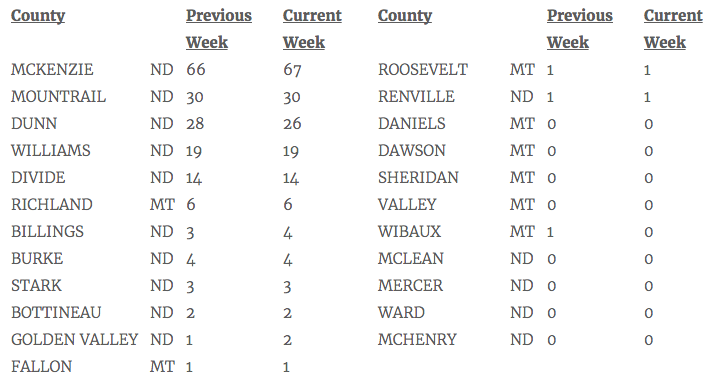 County Previous Week Current Week County Previous Week Current Week
MCKENZIE ND 66 67 ROOSEVELT MT 1 1
MOUNTRAIL ND 30 30 RENVILLE ND 1 1
DUNN ND 28 26 DANIELS MT 0 0
WILLIAMS ND 19 19 DAWSON MT 0 0
DIVIDE ND 14 14 SHERIDAN MT 0 0
RICHLAND MT 6 6 VALLEY MT 0 0
BILLINGS ND 3 4 WIBAUX MT 1 0
BURKE ND 4 4 MCLEAN ND 0 0
STARK ND 3 3 MERCER ND 0 0
BOTTINEAU ND 2 2 WARD ND 0 0
GOLDEN VALLEY ND 1 2 MCHENRY ND 0 0
FALLON MT 1 1